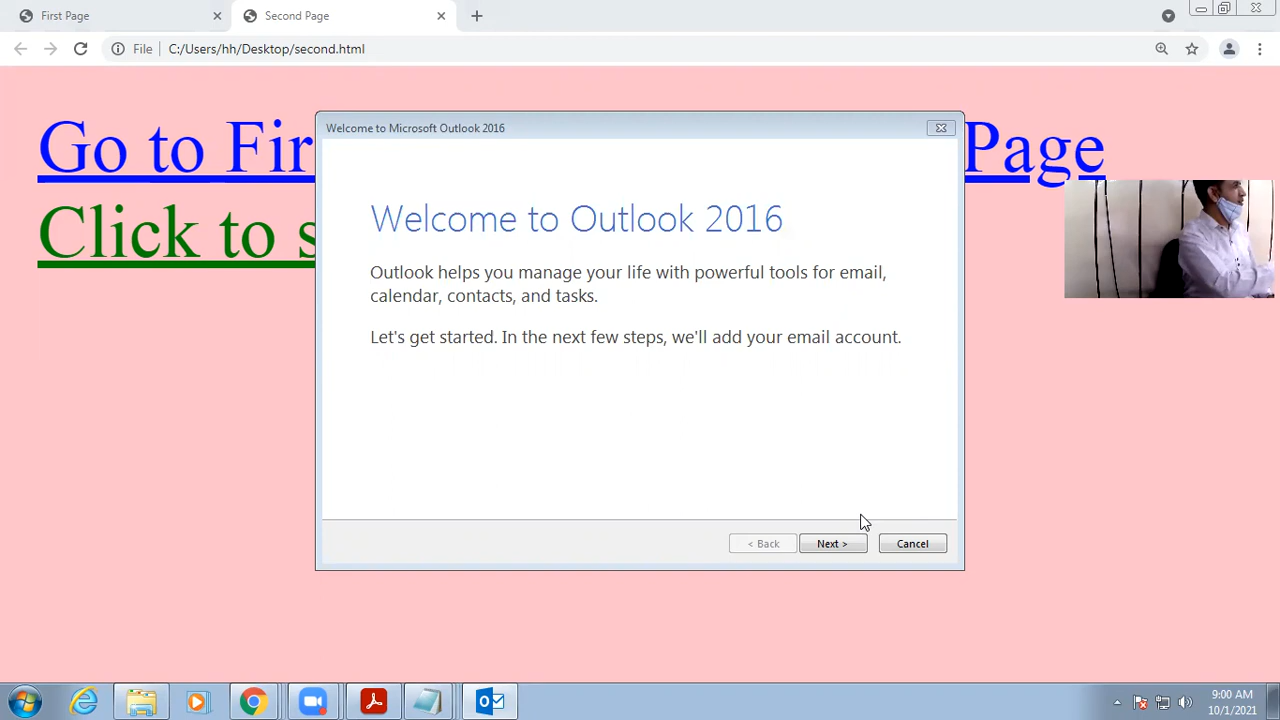 First Page
Second Page
File
C:/Users/hh/Desktop/second.html
Go to Fir
Page
Click to s
Welcome to Microsoft Outlook 2016
Welcome to Outlook 2016
Outlook helps you manage your life with powerful tools for email,
calendar, contacts, and tasks.
Let's get started. In the next few steps, we'll add your email account.
< Back
Next >
Cancel
9:00 AM
10/1/2021